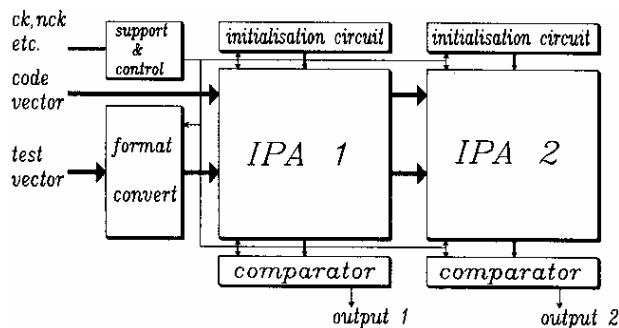 ck,nck
etc.
support
&
control
initialisation circuit
initialisation circuit
code
vector
test
vector
format
convert
IPA 1
IPA 2
comparator
comparator
output 1
output 2